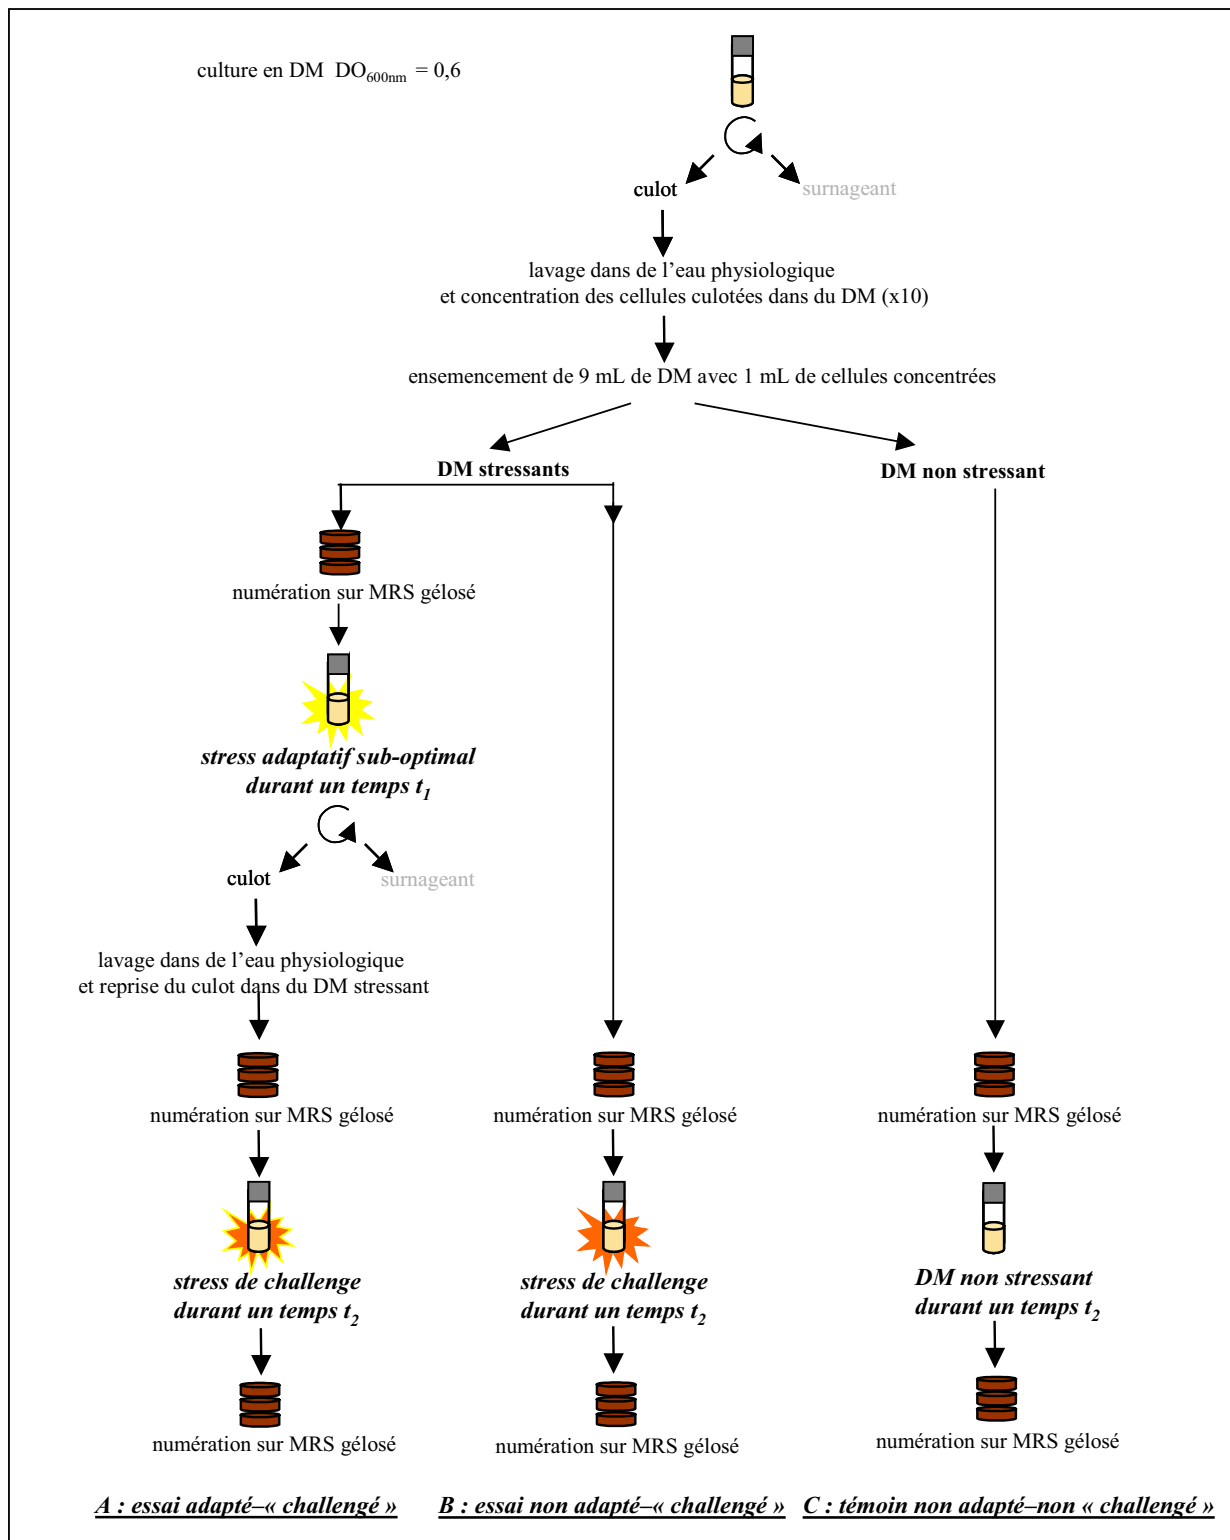 culture en DM DO600nm = 0,6
culot
surnageant
lavage dans de l'eau physiologique
et concentration des cellules culotées dans du DM (x10)
ensemencement de 9 mL de DM avec 1 mL de cellules concentrées
DM stressants
DM non stressant
numération sur MRS gélosé
stress adaptatif sub-optimal
durant un temps t1
culot
surnageant
lavage dans de l'eau physiologique
et reprise du culot dans du DM stressant
numération sur MRS gélosé
numération sur MRS gélosé
numération sur MRS gélosé
stress de challenge
durant un temps t2
stress de challenge
durant un temps t2
DM non stressant
durant un temps t2
numération sur MRS gélosé
numération sur MRS gélosé
numération sur MRS gélosé
A : essai adapté–« challengé »
B : essai non adapté–« challengé »
C : témoin non adapté–non « challengé »